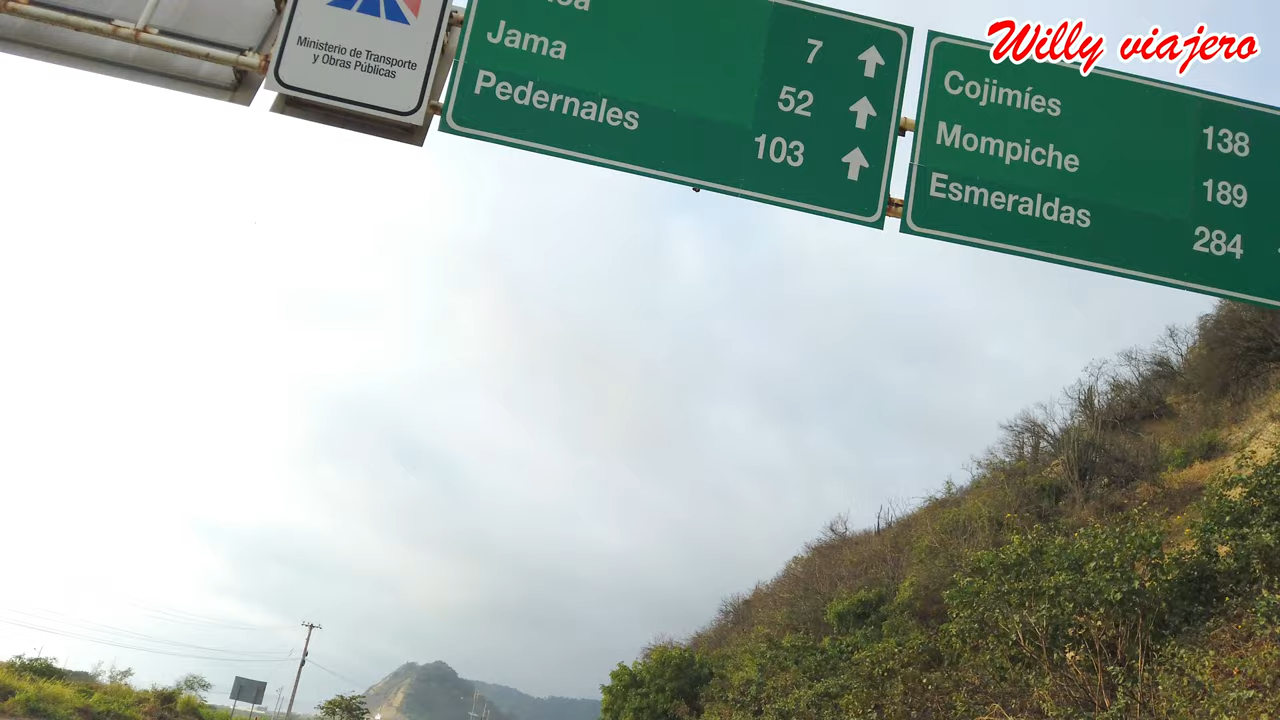 Willy viajero
Ministerio de Transporte
y Obras Públicas
7
Jama 52
Pedernales 103
Cojimíes 138
Mompiche 189
Esmeraldas 284